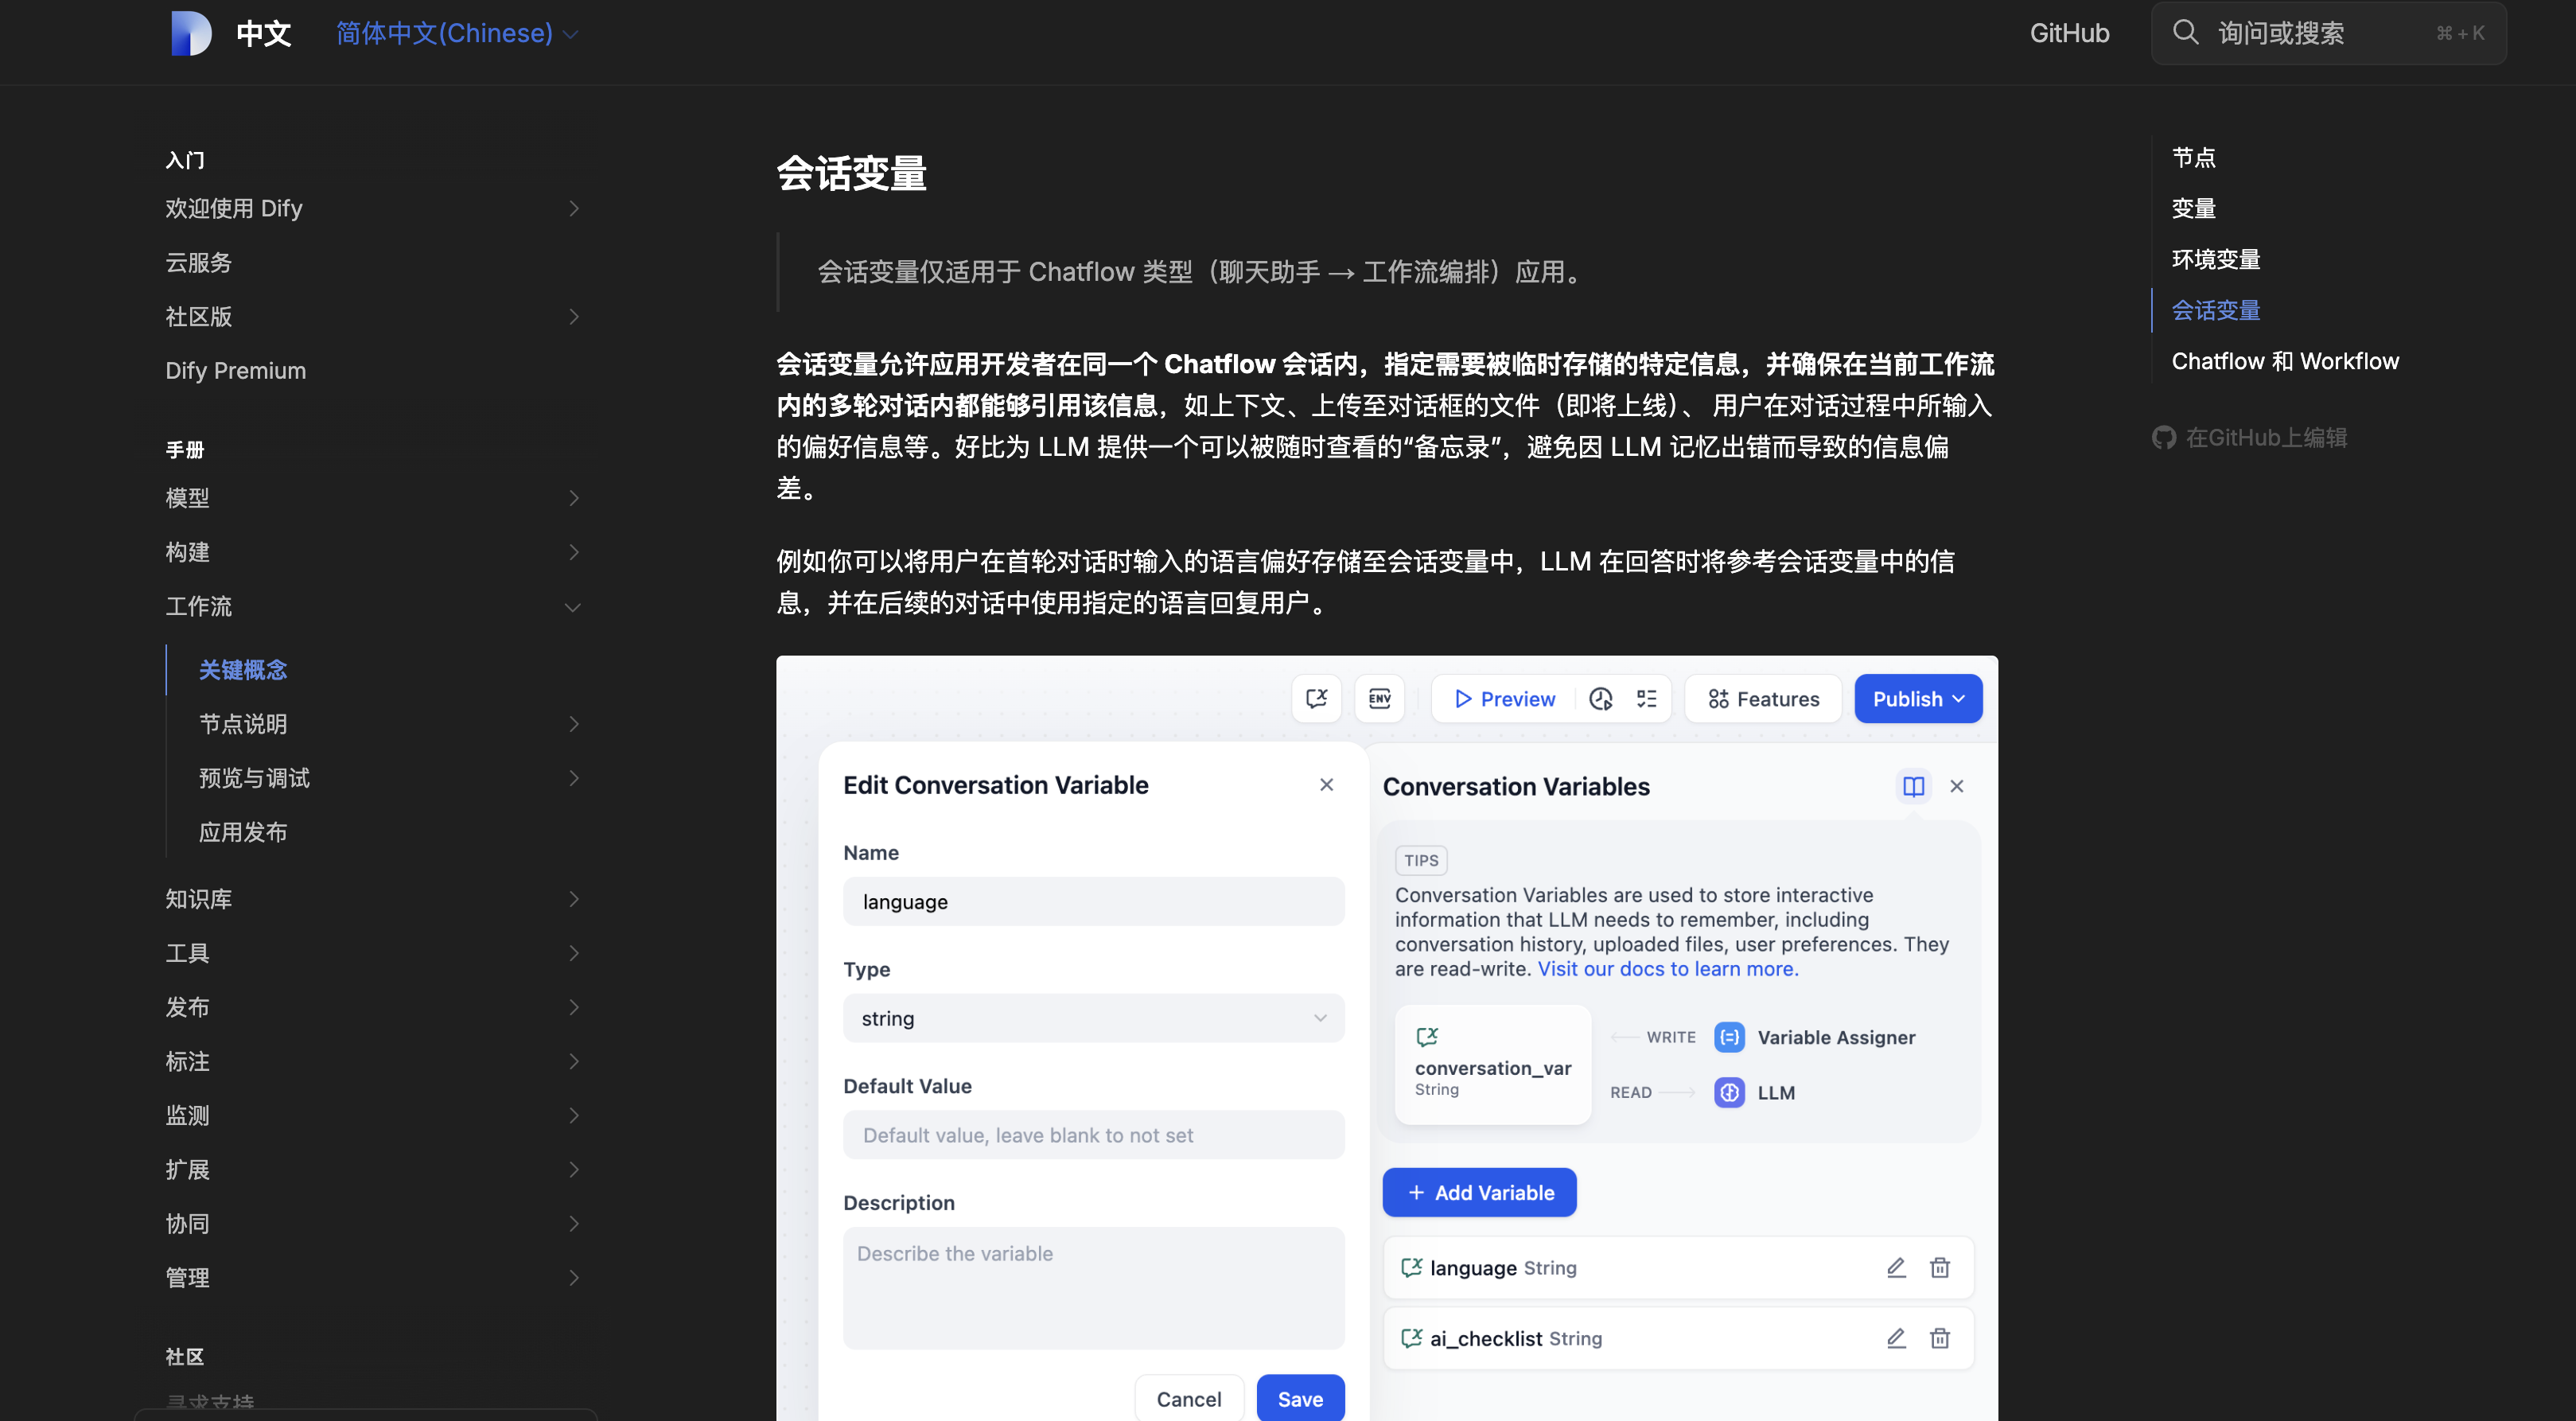 中文
简体中文(Chinese)
GitHub
询问或搜索
⌘+K
入门
欢迎使用 Dify
云服务
社区版
Dify Premium
手册
模型
构建
工作流
关键概念
节点说明
预览与调试
应用发布
知识库
工具
发布
标注
监测
扩展
协同
管理
社区
寻求支持
会话变量
会话变量仅适用于 Chatflow 类型（聊天助手 → 工作流编排）应用。
会话变量允许应用开发者在同一个 Chatflow 会话内，指定需要被临时存储的特定信息，并确保在当前工作流
内的多轮对话内都能够引用该信息，如上下文、上传至对话框的文件（即将上线）、 用户在对话过程中所输入
的偏好信息等。好比为 LLM 提供一个可以被随时查看的“备忘录”，避免因 LLM 记忆出错而导致的信息偏
差。
例如你可以将用户在首轮对话时输入的语言偏好存储至会话变量中，LLM 在回答时将参考会话变量中的信
息，并在后续的对话中使用指定的语言回复用户。
ENV
Preview
Features
Publish
Edit Conversation Variable
Name
language
Type
string
Default Value
Default value, leave blank to not set
Description
Describe the variable
Cancel
Save
Conversation Variables
TIPS
Conversation Variables are used to store interactive
information that LLM needs to remember, including
conversation history, uploaded files, user preferences. They
are read-write. Visit our docs to learn more.
conversation_var
String
WRITE
Variable Assigner
READ
LLM
+ Add Variable
language String
ai_checklist String
节点
变量
环境变量
会话变量
Chatflow 和 Workflow
在GitHub上编辑